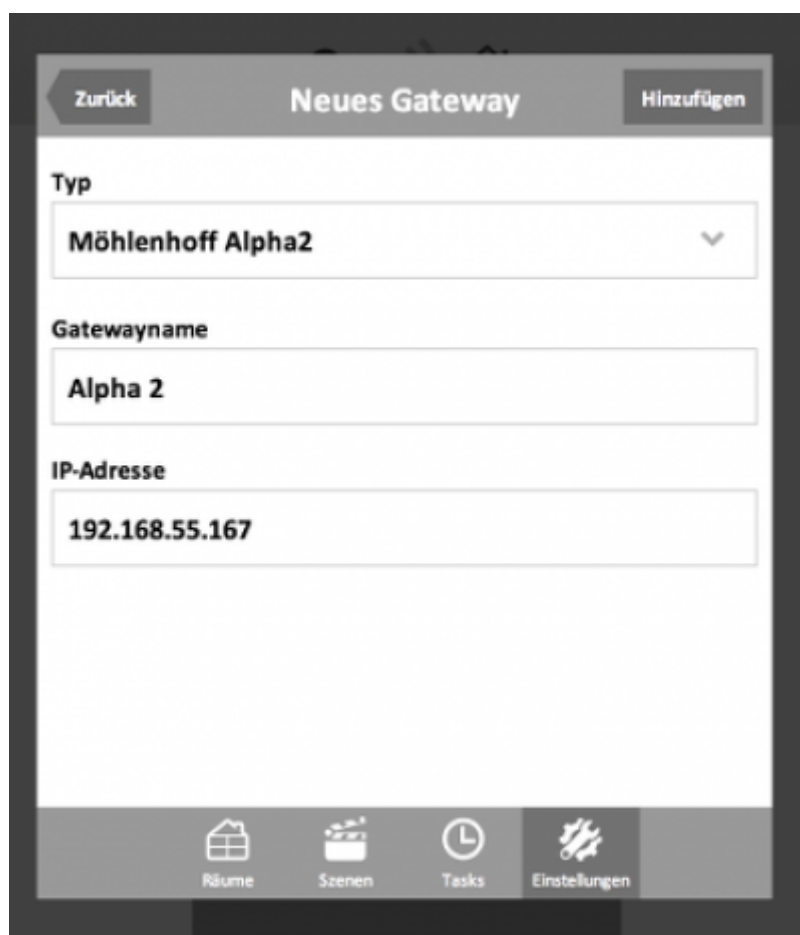 Zurück
Neues Gateway
Hinzufügen
Typ
Möhlenhoff Alpha2
Gatewayname
Alpha 2
IP-Adresse
192.168.55.167
Räume
Szenen
Tasks
Einstellungen